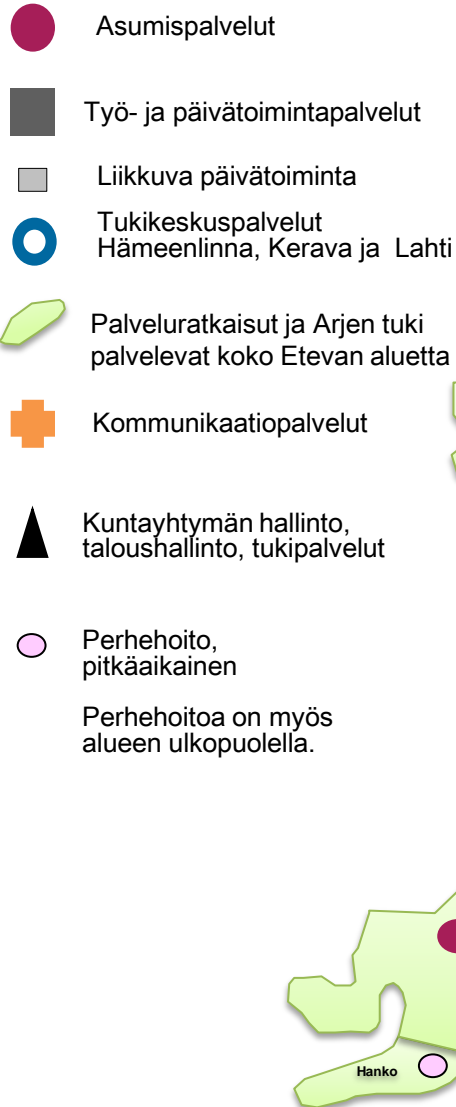 Asumispalvelut
Työ- ja päivätoimintapalvelut
Liikkuva päivätoiminta
Tukikeskuspalvelut
Hämeenlinna, Kerava ja Lahti
Palveluratkaisut ja Arjen tuki
palvelevat koko Etevan aluetta
Kommunikaatiopalvelut
Kuntayhtymän hallinto,
taloushallinto, tukipalvelut
Perhehoito,
pitkäaikainen
Perhehoitoa on myös
alueen ulkopuolella.
Hanko